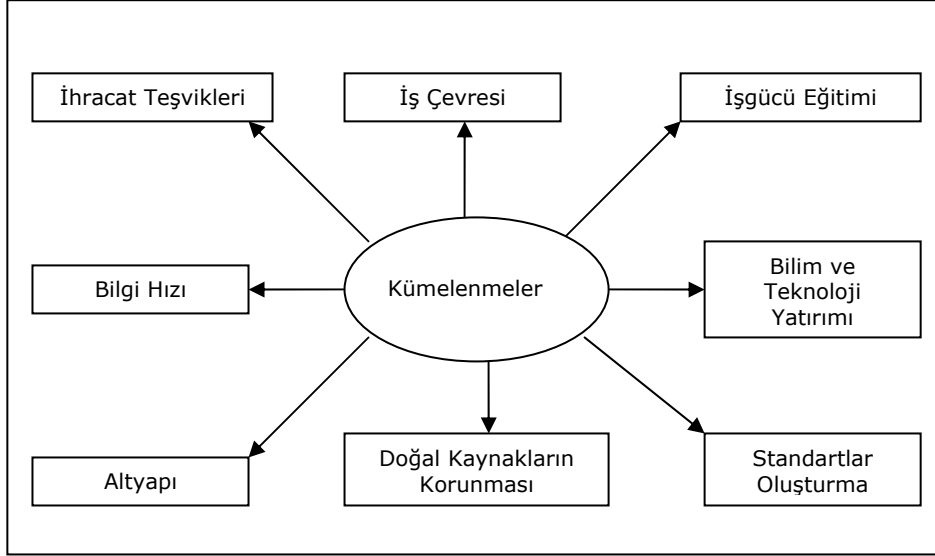 İhracat Teşvikleri
İş Çevresi
İşgücü Eğitimi
Bilgi Hızı
Kümelenmeler
Bilim ve
Teknoloji
Yatırımı
Altyapı
Doğal Kaynakların
Korunması
Standartlar
Oluşturma